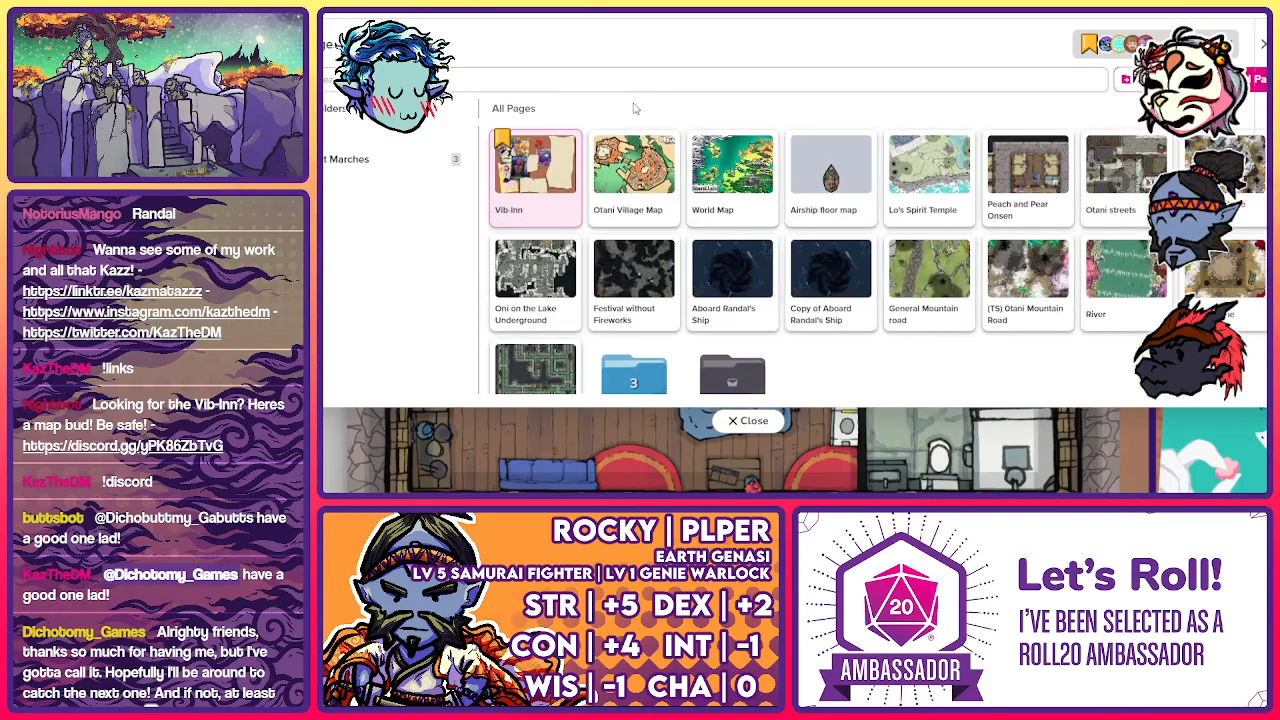 NotoriusMango Randal
Nightbot Wanna see some of my work
and all that Kazz! -
https://linktr.ee/kazmatazzz -
https://www.instagram.com/kazthedm -
https://twitter.com/KazTheDM
KazTheDM !links
Nightbot Looking for the Vib-Inn? Heres
a map bud! Be safe! -
https://discord.gg/yPK86ZbTvG
KazTheDM !discord
buttsbot @Dichobuttmy_Gabutts have
a good one lad!
KazTheDM @Dichotomy_Games have a
good one lad!
Dichotomy_Games Alrighty friends,
thanks so much for having me, but I've
gotta call it. Hopefully I'll be around to
catch the next one! And if not, at least
All Pages
Marches
3
Vib-Inn
Otani Village Map
World Map
Airship floor map
Lo's Spirit Temple
Peach and Pear
Onsen
Otani streets
Oni on the Lake
Underground
Festival without
Fireworks
Aboard Randal's
Ship
Copy of Aboard
Randal's Ship
General Mountain
road
(TS) Otani Mountain
Road
River
3
Close
ROCKY | PLPER
EARTH GENASI
LV 5 SAMURAI FIGHTER | LV 1 GENIE WARLOCK
STR | +5 DEX | +2
CON | +4 INT | -1
WIS | -1 CHA | 0
20
AMBASSADOR
Let's Roll!
I'VE BEEN SELECTED AS A
ROLL20 AMBASSADOR